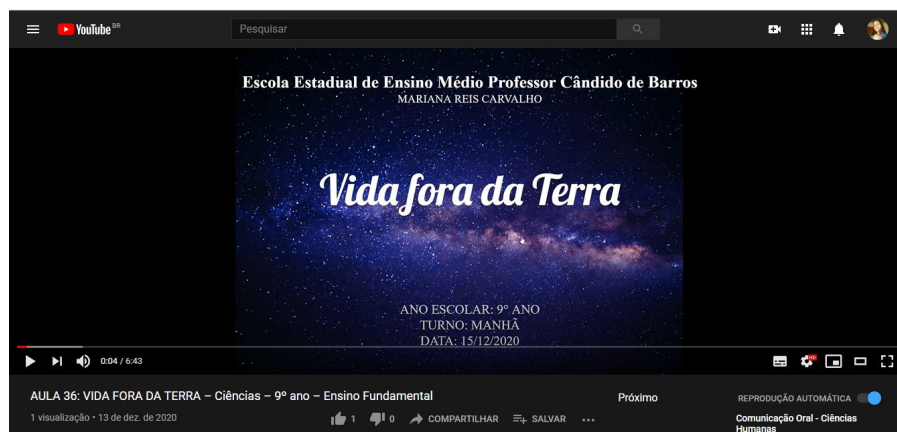 YouTube BR
Pesquisar
Escola Estadual de Ensino Médio Professor Cândido de Barros
MARIANA REIS CARVALHO
Vida fora da Terra
ANO ESCOLAR: 9º ANO
TURNO: MANHÃ
DATA: 15/12/2020
0:04 / 6:43
HD
AULA 36: VIDA FORA DA TERRA – Ciências – 9º ano – Ensino Fundamental
1 visualização • 13 de dez. de 2020
1
0
COMPARTILHAR
SALVAR
Próximo
REPRODUÇÃO AUTOMÁTICA
Comunicação Oral - Ciências
Humanas